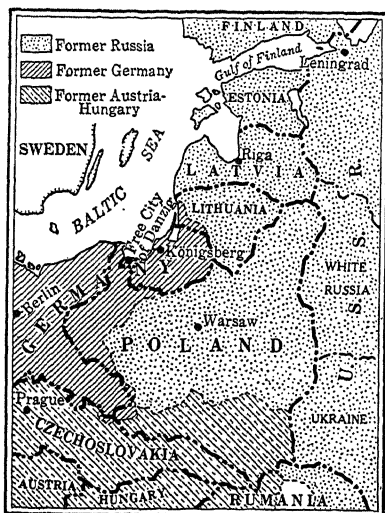 Former Russia
Former Germany
Former Austria-
Hungary
FINLAND
Gulf of Finland
Leningrad
ESTONIA
SWEDEN
BALTIC SEA
Riga
LATVIA
LITHUANIA
Free City
of Danzig
Königsberg
GERMANY
Berlin
U.S.S.R.
WHITE
RUSSIA
Warsaw
POLAND
UKRAINE
Prague
CZECHOSLOVAKIA
AUSTRIA
HUNGARY
RUMANIA